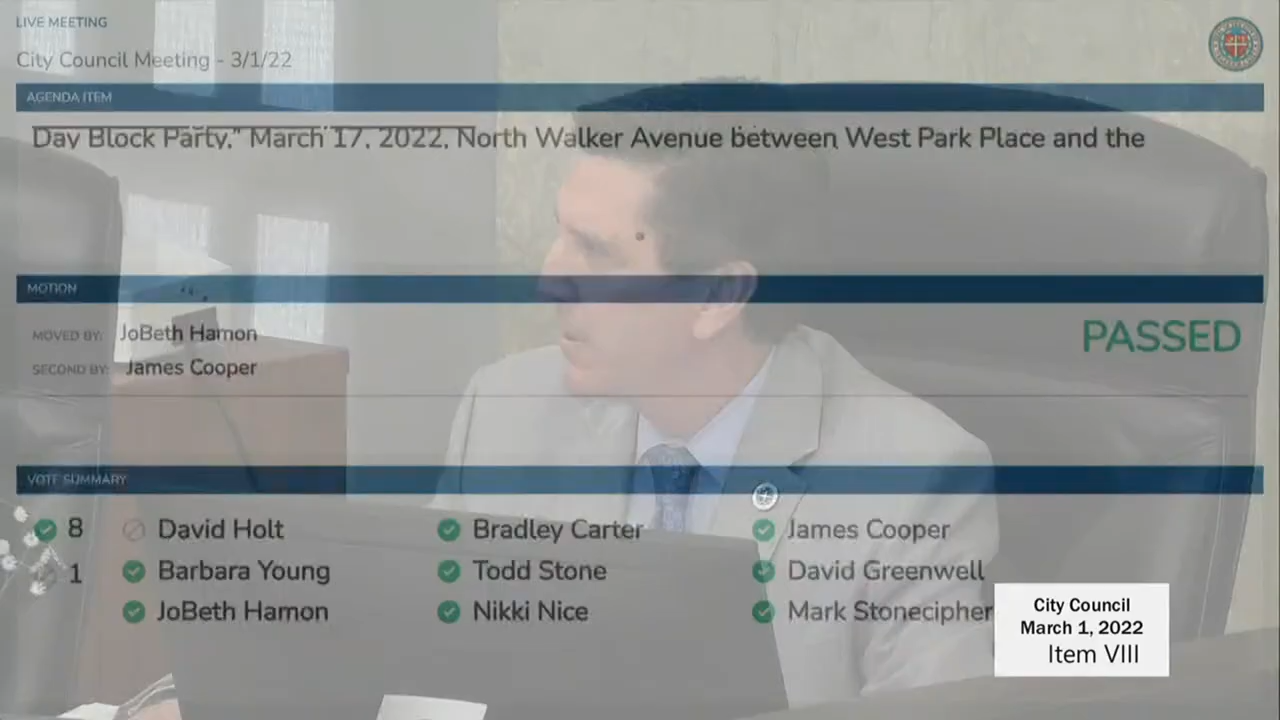 LIVE MEETING
City Council Meeting - 3/1/22
AGENDA ITEM
Day Block Party," March 17, 2022, North Walker Avenue between West Park Place and the
MOTION
MOVED BY: JoBeth Hamon
PASSED
SECOND BY: James Cooper
VOTE SUMMARY
8 David Holt Bradley Carter James Cooper
1 Barbara Young Todd Stone David Greenwell
JoBeth Hamon Nikki Nice Mark Stonecipher
City Council
March 1, 2022
Item VIII